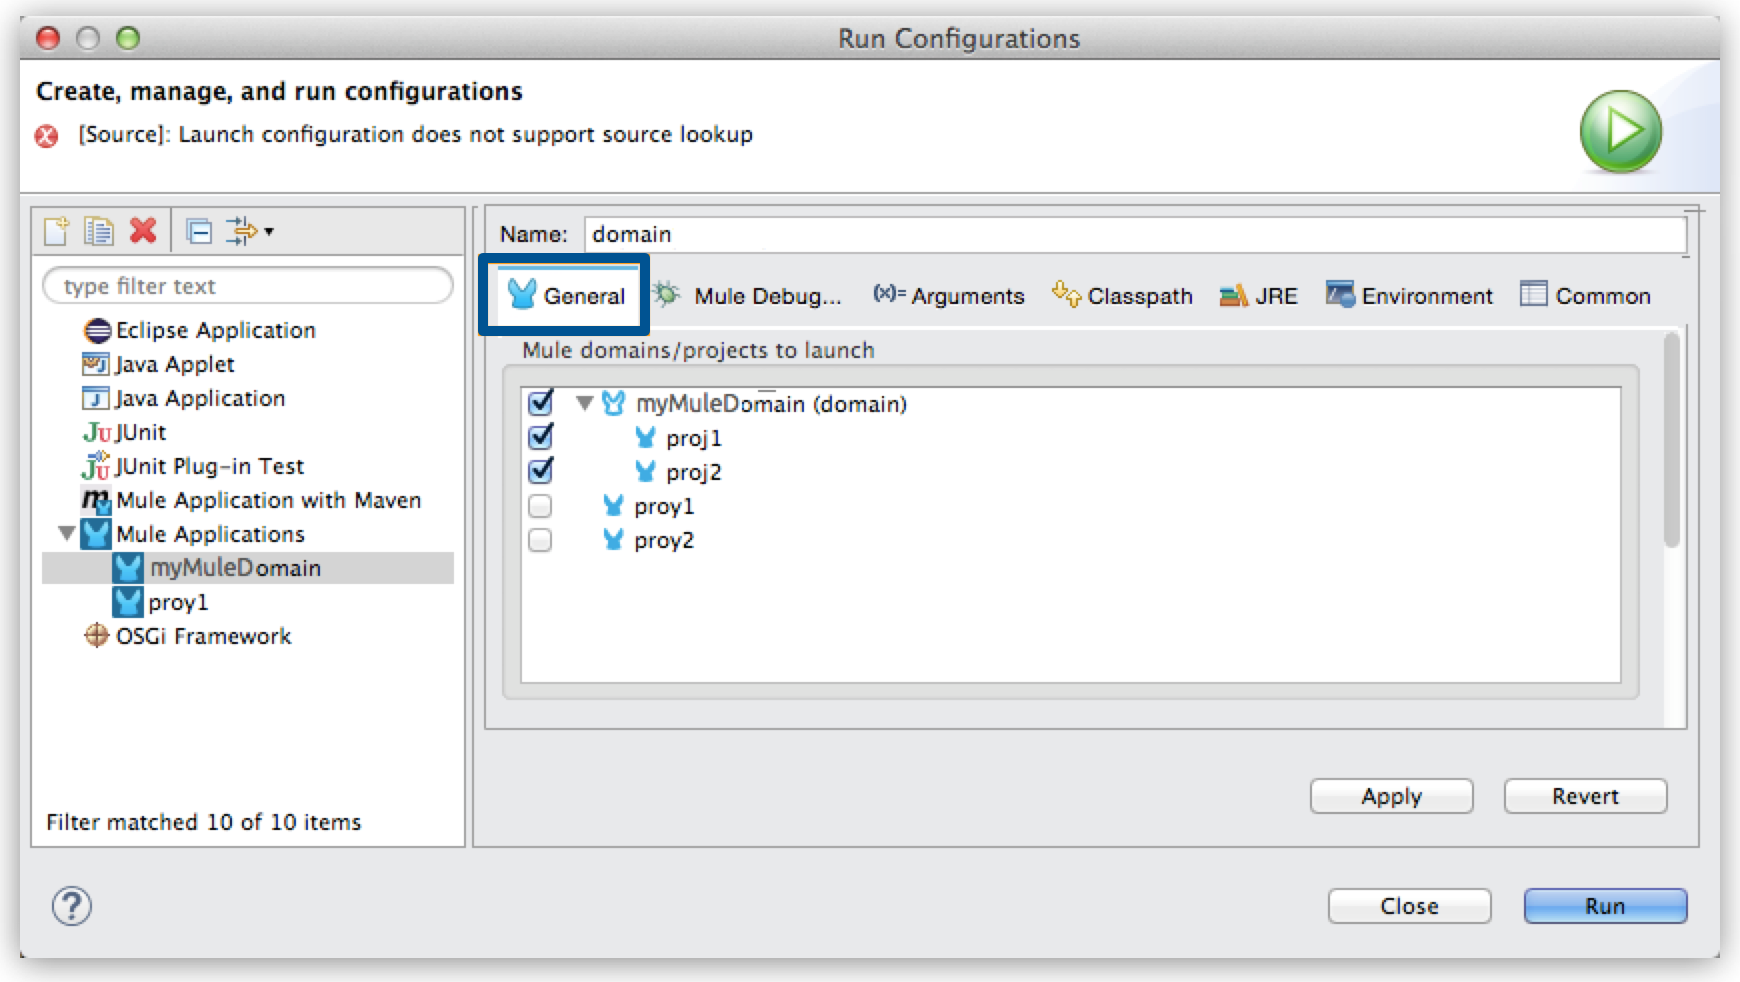 Run Configurations
Create, manage, and run configurations
[Source]: Launch configuration does not support source lookup
type filter text
Eclipse Application
Java Applet
Java Application
JUnit
JUnit Plug-in Test
Mule Application with Maven
Mule Applications
myMuleDomain
proy1
OSGi Framework
Filter matched 10 of 10 items
Name: domain
General Mule Debug... (x)= Arguments Classpath JRE Environment Common
Mule domains/projects to launch
myMuleDomain (domain)
proj1
proj2
proy1
proy2
Apply Revert
? Close Run